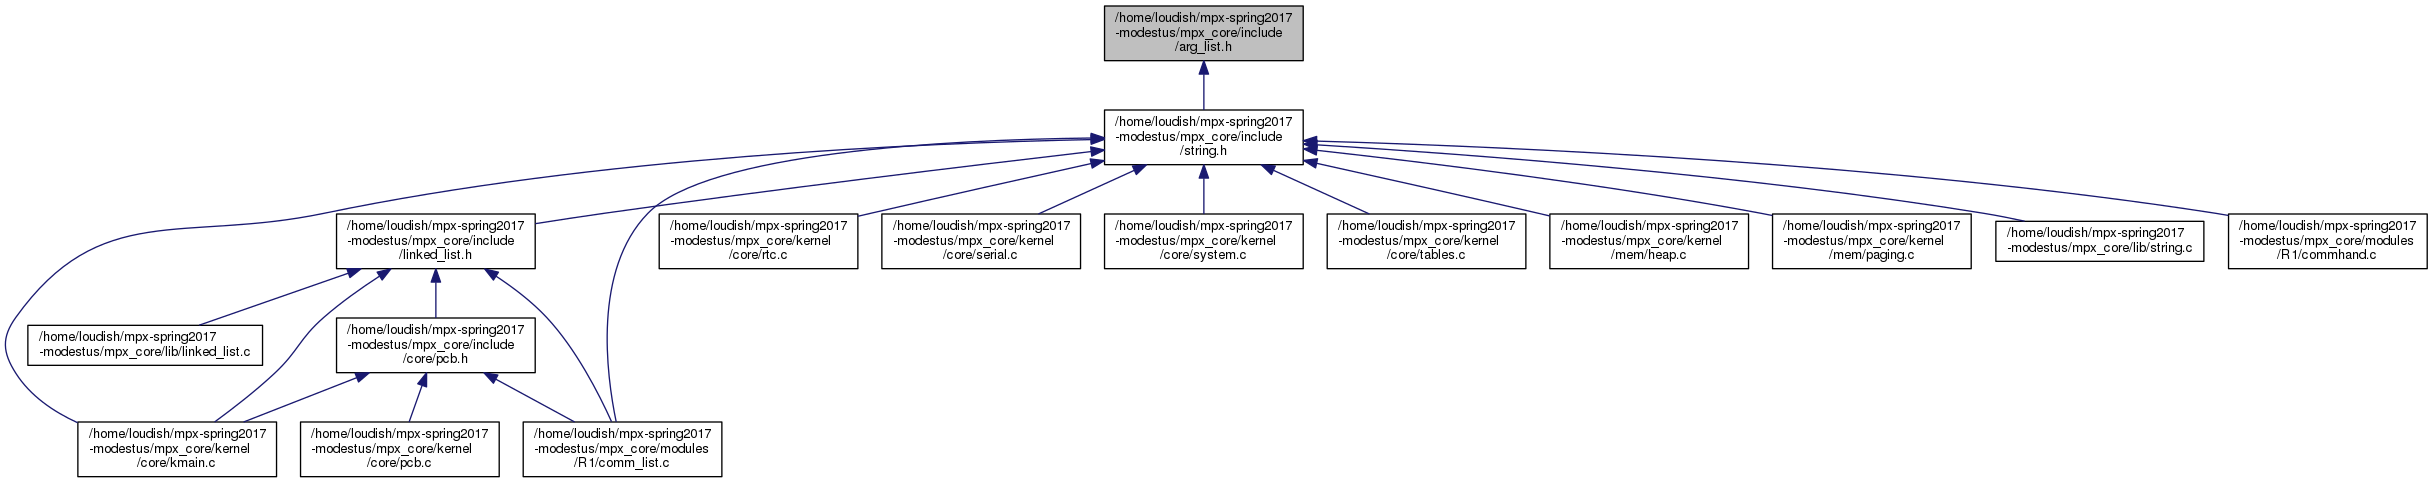 /home/loudish/mpx-spring2017
-modestus/mpx_core/include
/arg_list.h
/home/loudish/mpx-spring2017
-modestus/mpx_core/include
/string.h
/home/loudish/mpx-spring2017
-modestus/mpx_core/include
/linked_list.h
/home/loudish/mpx-spring2017
-modestus/mpx_core/kernel
/core/rtc.c
/home/loudish/mpx-spring2017
-modestus/mpx_core/kernel
/core/serial.c
/home/loudish/mpx-spring2017
-modestus/mpx_core/kernel
/core/system.c
/home/loudish/mpx-spring2017
-modestus/mpx_core/kernel
/core/tables.c
/home/loudish/mpx-spring2017
-modestus/mpx_core/kernel
/mem/heap.c
/home/loudish/mpx-spring2017
-modestus/mpx_core/kernel
/mem/paging.c
/home/loudish/mpx-spring2017
-modestus/mpx_core/lib/string.c
/home/loudish/mpx-spring2017
-modestus/mpx_core/modules
/R1/commhand.c
/home/loudish/mpx-spring2017
-modestus/mpx_core/lib/linked_list.c
/home/loudish/mpx-spring2017
-modestus/mpx_core/include
/core/pcb.h
/home/loudish/mpx-spring2017
-modestus/mpx_core/kernel
/core/kmain.c
/home/loudish/mpx-spring2017
-modestus/mpx_core/kernel
/core/pcb.c
/home/loudish/mpx-spring2017
-modestus/mpx_core/modules
/R1/comm_list.c